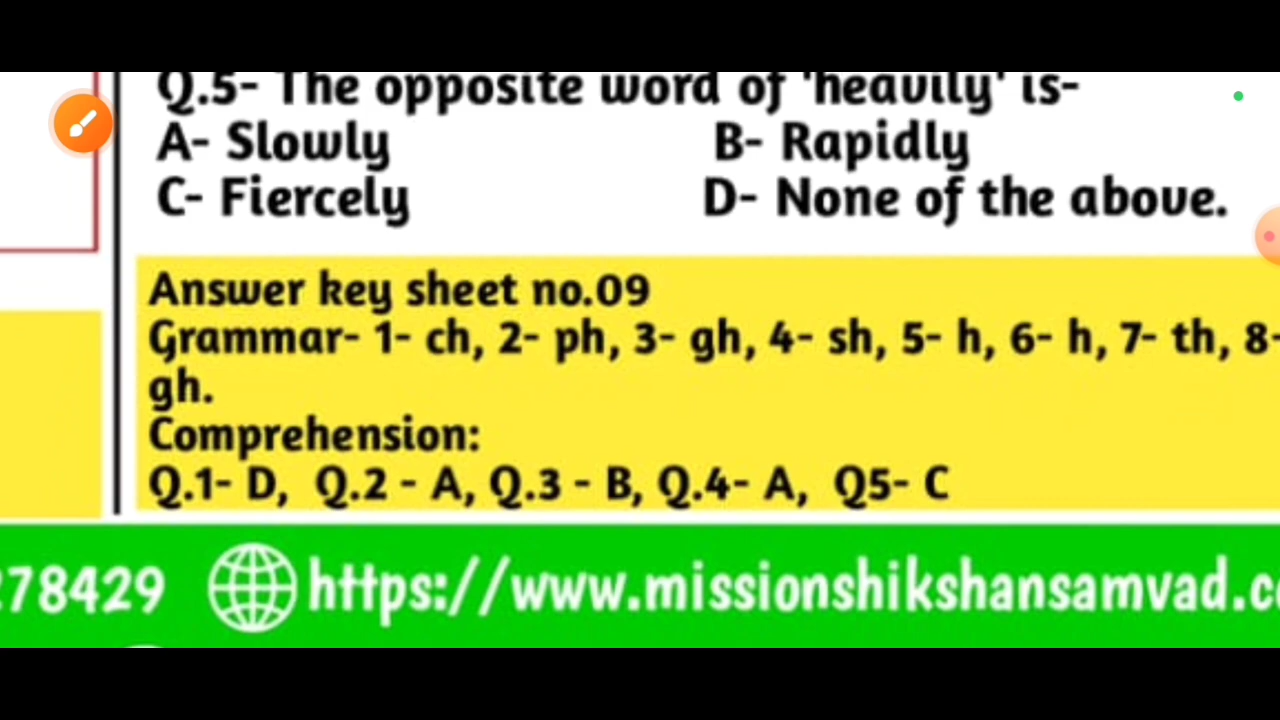 Q.5- The opposite word of 'heavily' is-
A- Slowly B- Rapidly
C- Fiercely D- None of the above.
Answer key sheet no.09
Grammar- 1- ch, 2- ph, 3- gh, 4- sh, 5- h, 6- h, 7- th, 8-
gh.
Comprehension:
Q.1- D, Q.2 - A, Q.3 - B, Q.4- A, Q5- C
78429 https://www.missionshikshansamvad.c